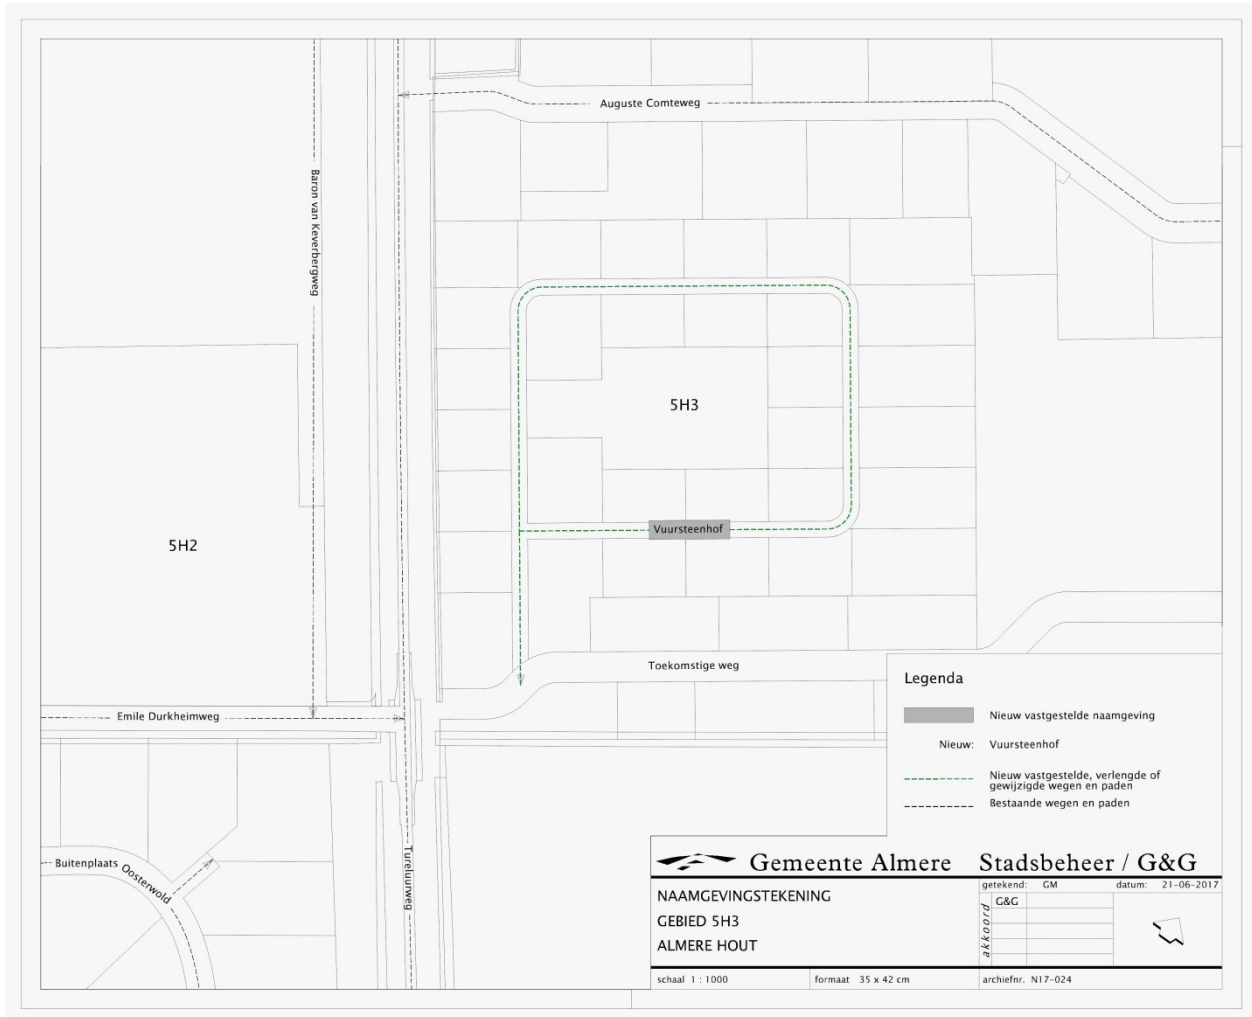 Auguste Comteweg
Baron van Keverbergweg
5H3
Vuursteenhof
5H2
Toekomstige weg
Emile Durkheimweg
Buitenplaats Oosterwold
Tureluurweg
Legenda
Nieuw vastgestelde naamgeving
Nieuw: Vuursteenhof
Nieuw vastgestelde, verlengde of
gewijzigde wegen en paden
Bestaande wegen en paden
Gemeente Almere Stadsbeheer / G&G
NAAMGEVINGSTEKENING
GEBIED 5H3
ALMERE HOUT
getekend: GM datum: 21-06-2017
akkoord
G&G
schaal 1 : 1000 formaat 35 x 42 cm archiefnr. N17-024